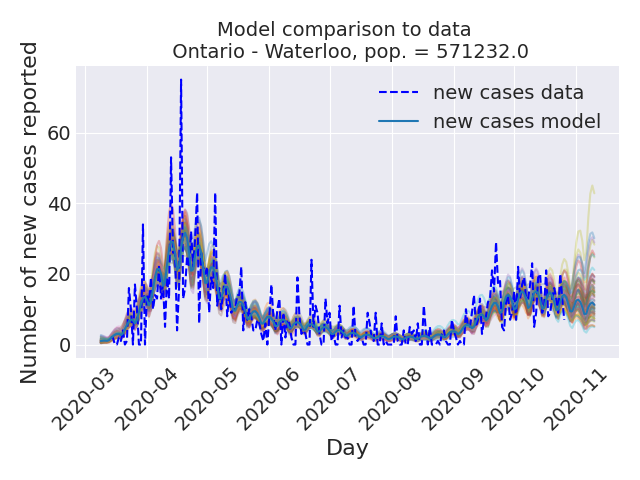 Model comparison to data
Ontario - Waterloo, pop. = 571232.0
Number of new cases reported
60
40
20
0
new cases data
new cases model
2020-03
2020-04
2020-05
2020-06
2020-07
2020-08
2020-09
2020-10
2020-11
Day